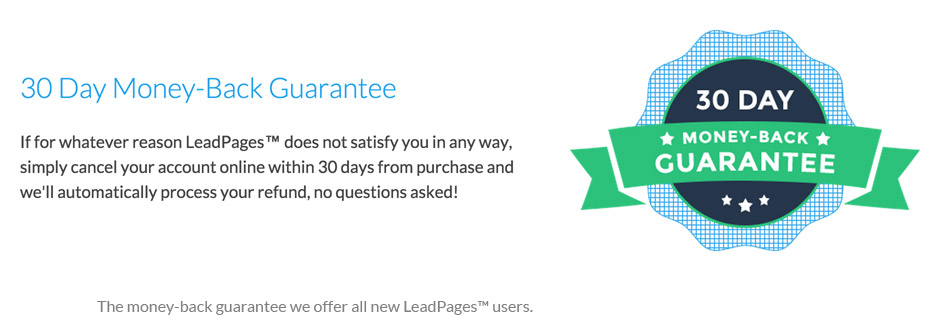 30 Day Money-Back Guarantee
If for whatever reason LeadPages™ does not satisfy you in any way,
simply cancel your account online within 30 days from purchase and
we'll automatically process your refund, no questions asked!
30 DAY
MONEY-BACK
GUARANTEE
The money-back guarantee we offer all new LeadPages™ users.